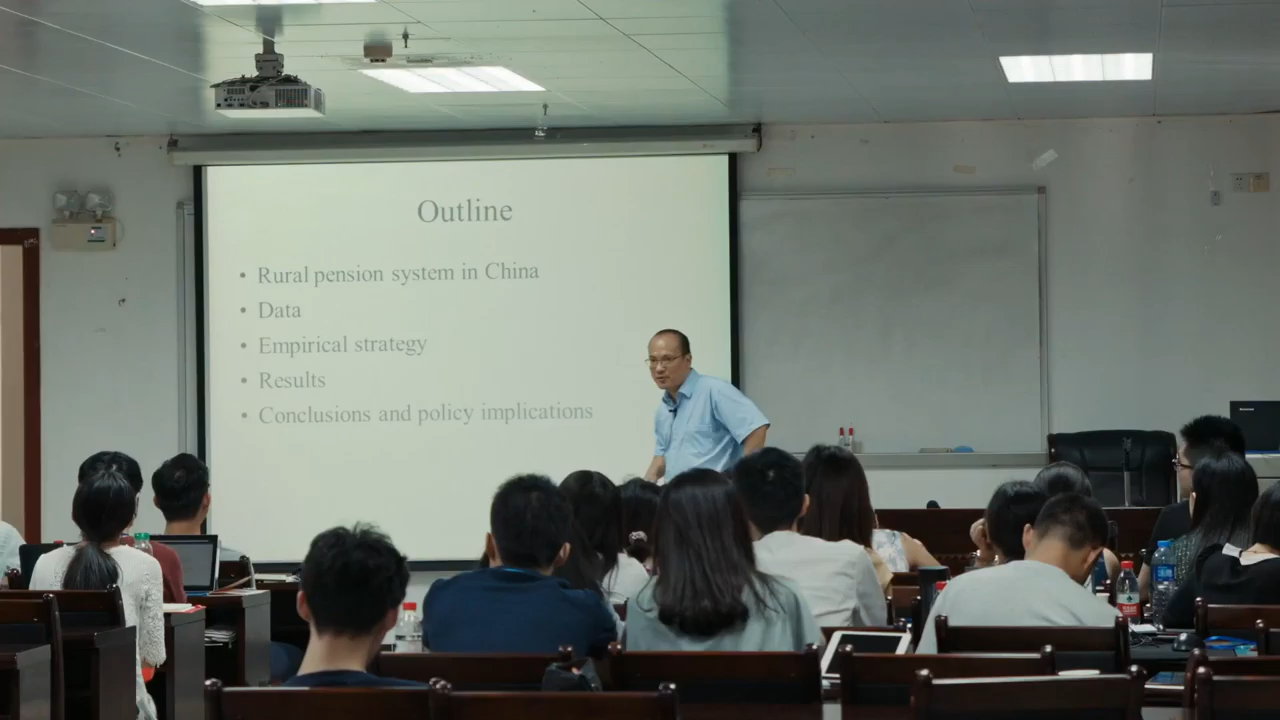 Outline
• Rural pension system in China
• Data
• Empirical strategy
• Results
• Conclusions and policy implications